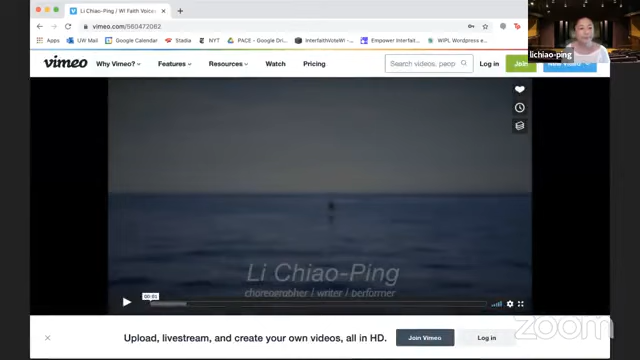 Li Chiao-Ping / WI Faith Voices
vimeo.com/560472082
Apps UW Mail Google Calendar Stadia NYT PACE - Google Dri... InterfaithVoteWI -... Empower Interfait... WIPL Wordpress e...
vimeo Why Vimeo? Features Resources Watch Pricing Search videos, peop Log in Join
lichiao-ping
Li Chiao-Ping
choreographer / writer / performer
00:01
Upload, livestream, and create your own videos, all in HD. Join Vimeo Log in
zoom